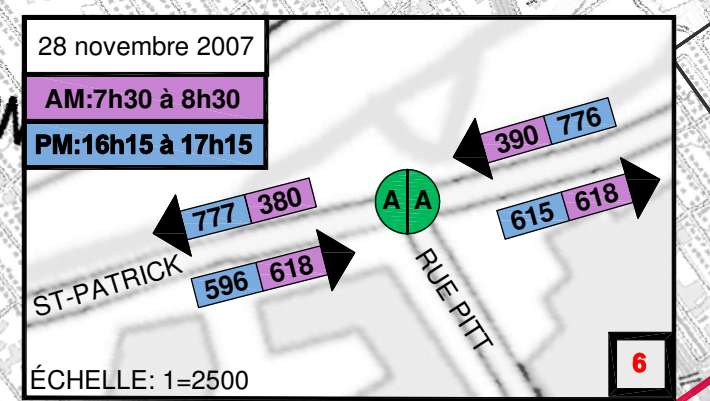 28 novembre 2007
AM:7h30 à 8h30
PM:16h15 à 17h15
390 776
777 380
A A
615 618
596 618
ST-PATRICK
RUE PITT
6
ÉCHELLE: 1=2500